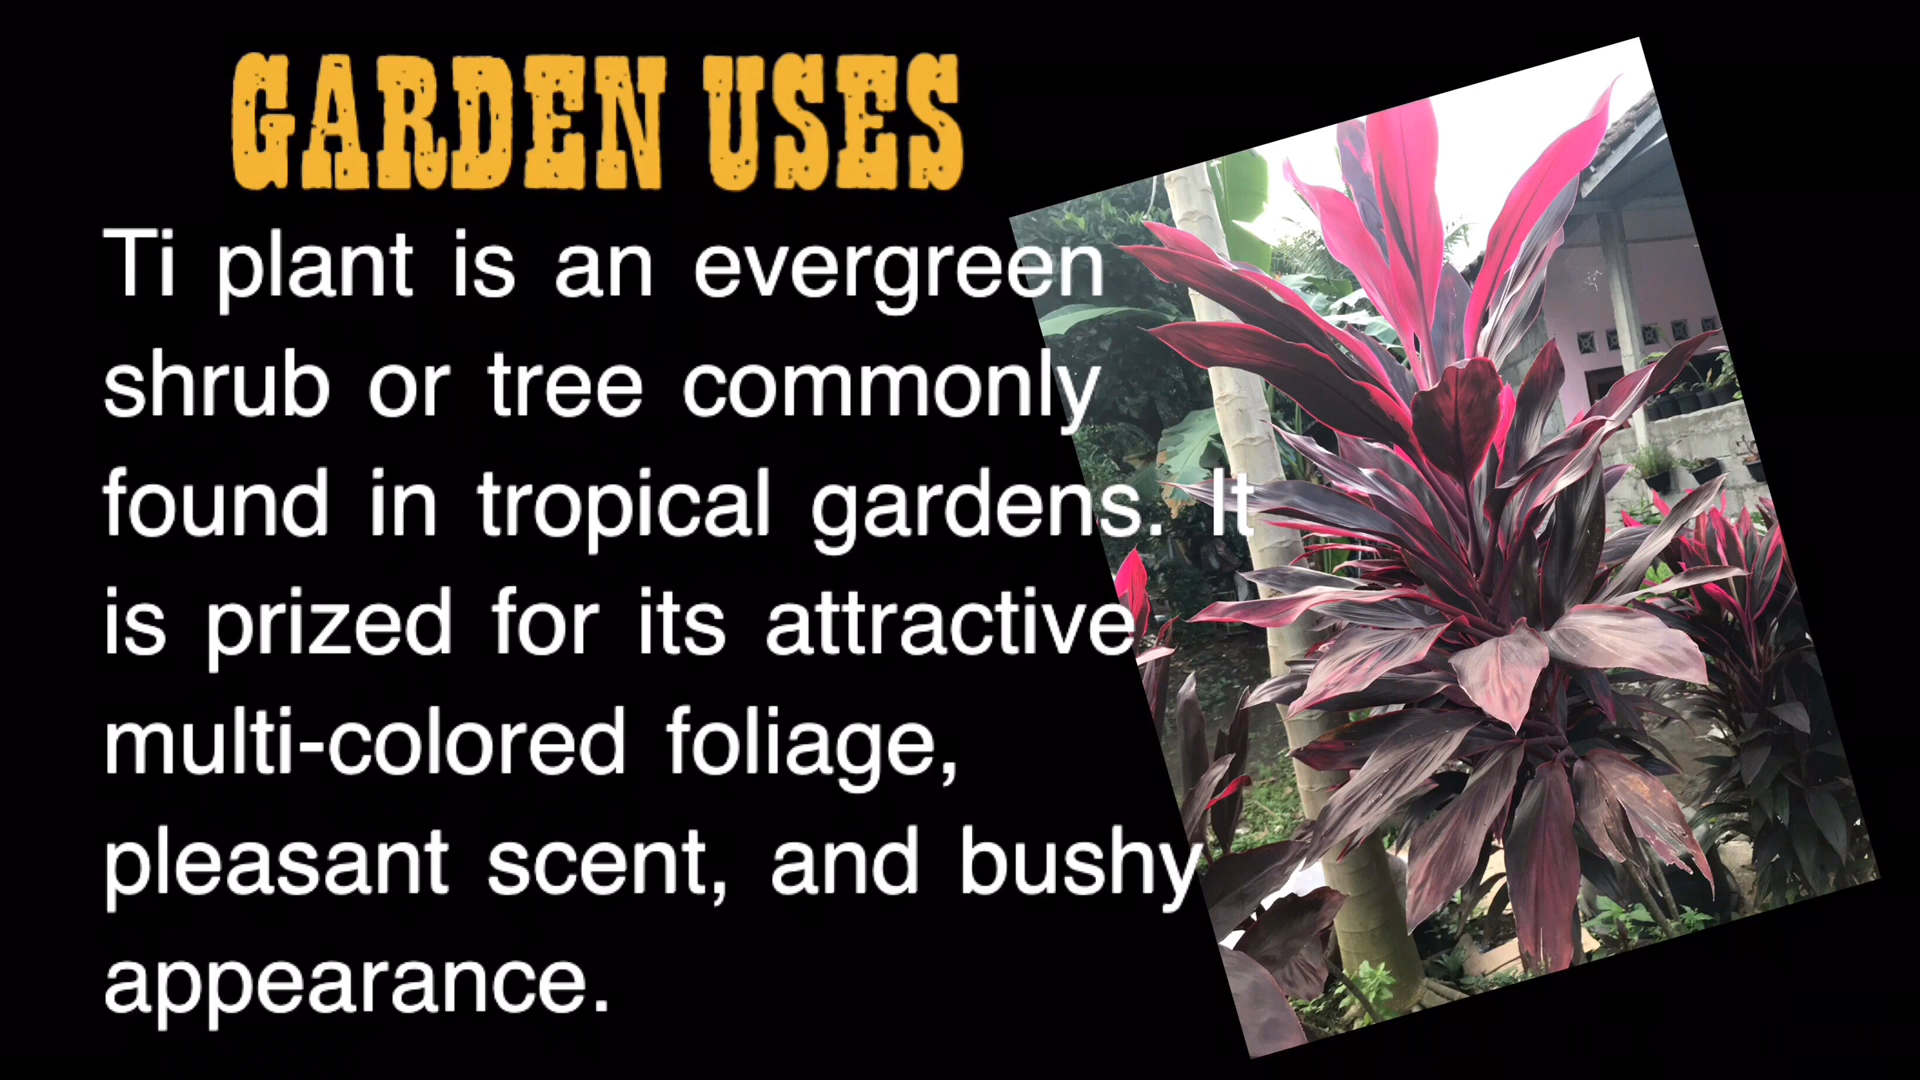 GARDEN USES
Ti plant is an evergreen
shrub or tree commonly
found in tropical gardens. It
is prized for its attractive
multi-colored foliage,
pleasant scent, and bushy
appearance.